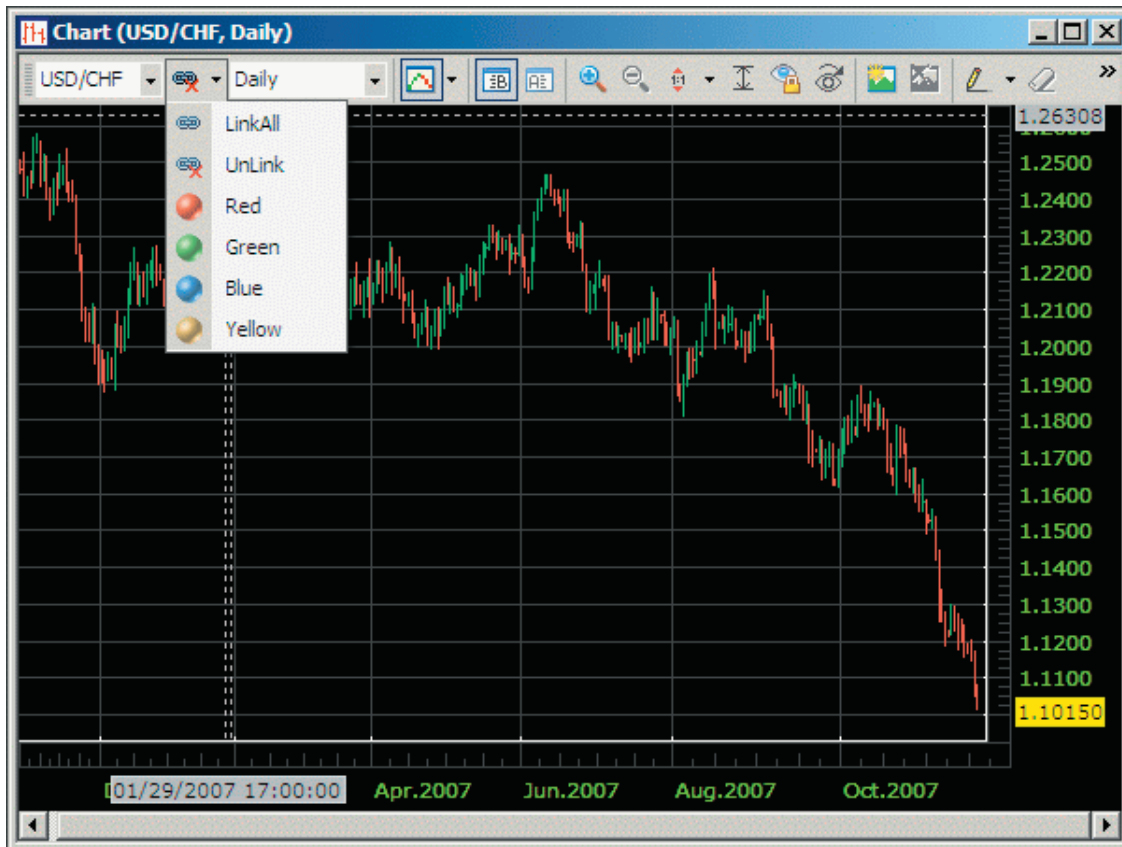 Chart (USD/CHF, Daily)
USD/CHF Daily B A 1:1 »
LinkAll
UnLink
Red
Green
Blue
Yellow
1.26308
1.2500
1.2400
1.2300
1.2200
1.2100
1.2000
1.1900
1.1800
1.1700
1.1600
1.1500
1.1400
1.1300
1.1200
1.1100
1.10150
01/29/2007 17:00:00 Apr.2007 Jun.2007 Aug.2007 Oct.2007